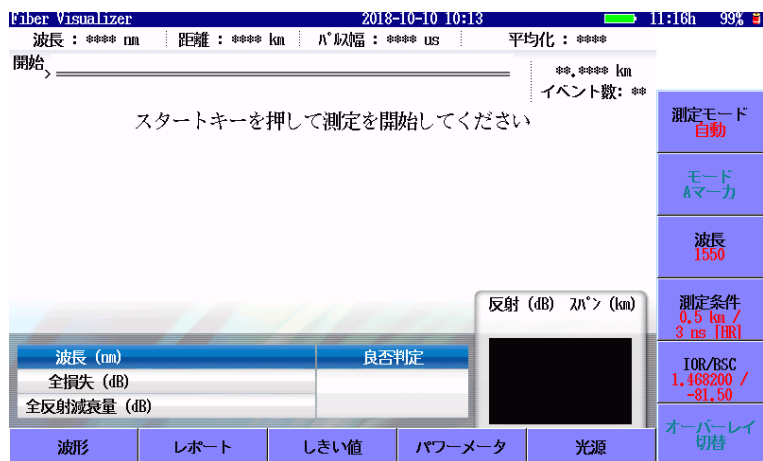 Fiber Visualizer 2018-10-10 10:13 11:16h 99%
波長 : **** nm 距離 : **** km パルス幅 : **** us 平均化 : ****
開始
**.**** km
イベント数: **
スタートキーを押して測定を開始してください
測定モード
自動
モード
Aマーカ
波長
1550
測定条件
0.5 km /
3 ns [HR]
IOR/BSC
1.468200 /
-81.50
オーバーレイ
切替
反射 (dB) スパン (km)
波長 (nm) 良否判定
全損失 (dB)
全反射減衰量 (dB)
波形 レポート しきい値 パワーメータ 光源